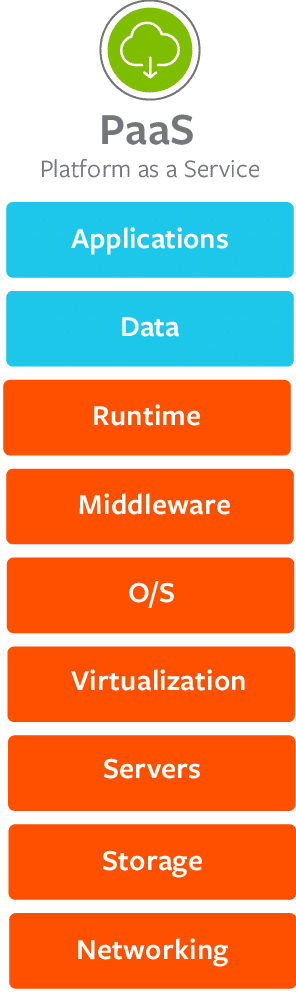 PaaS
Platform as a Service
Applications
Data
Runtime
Middleware
O/S
Virtualization
Servers
Storage
Networking